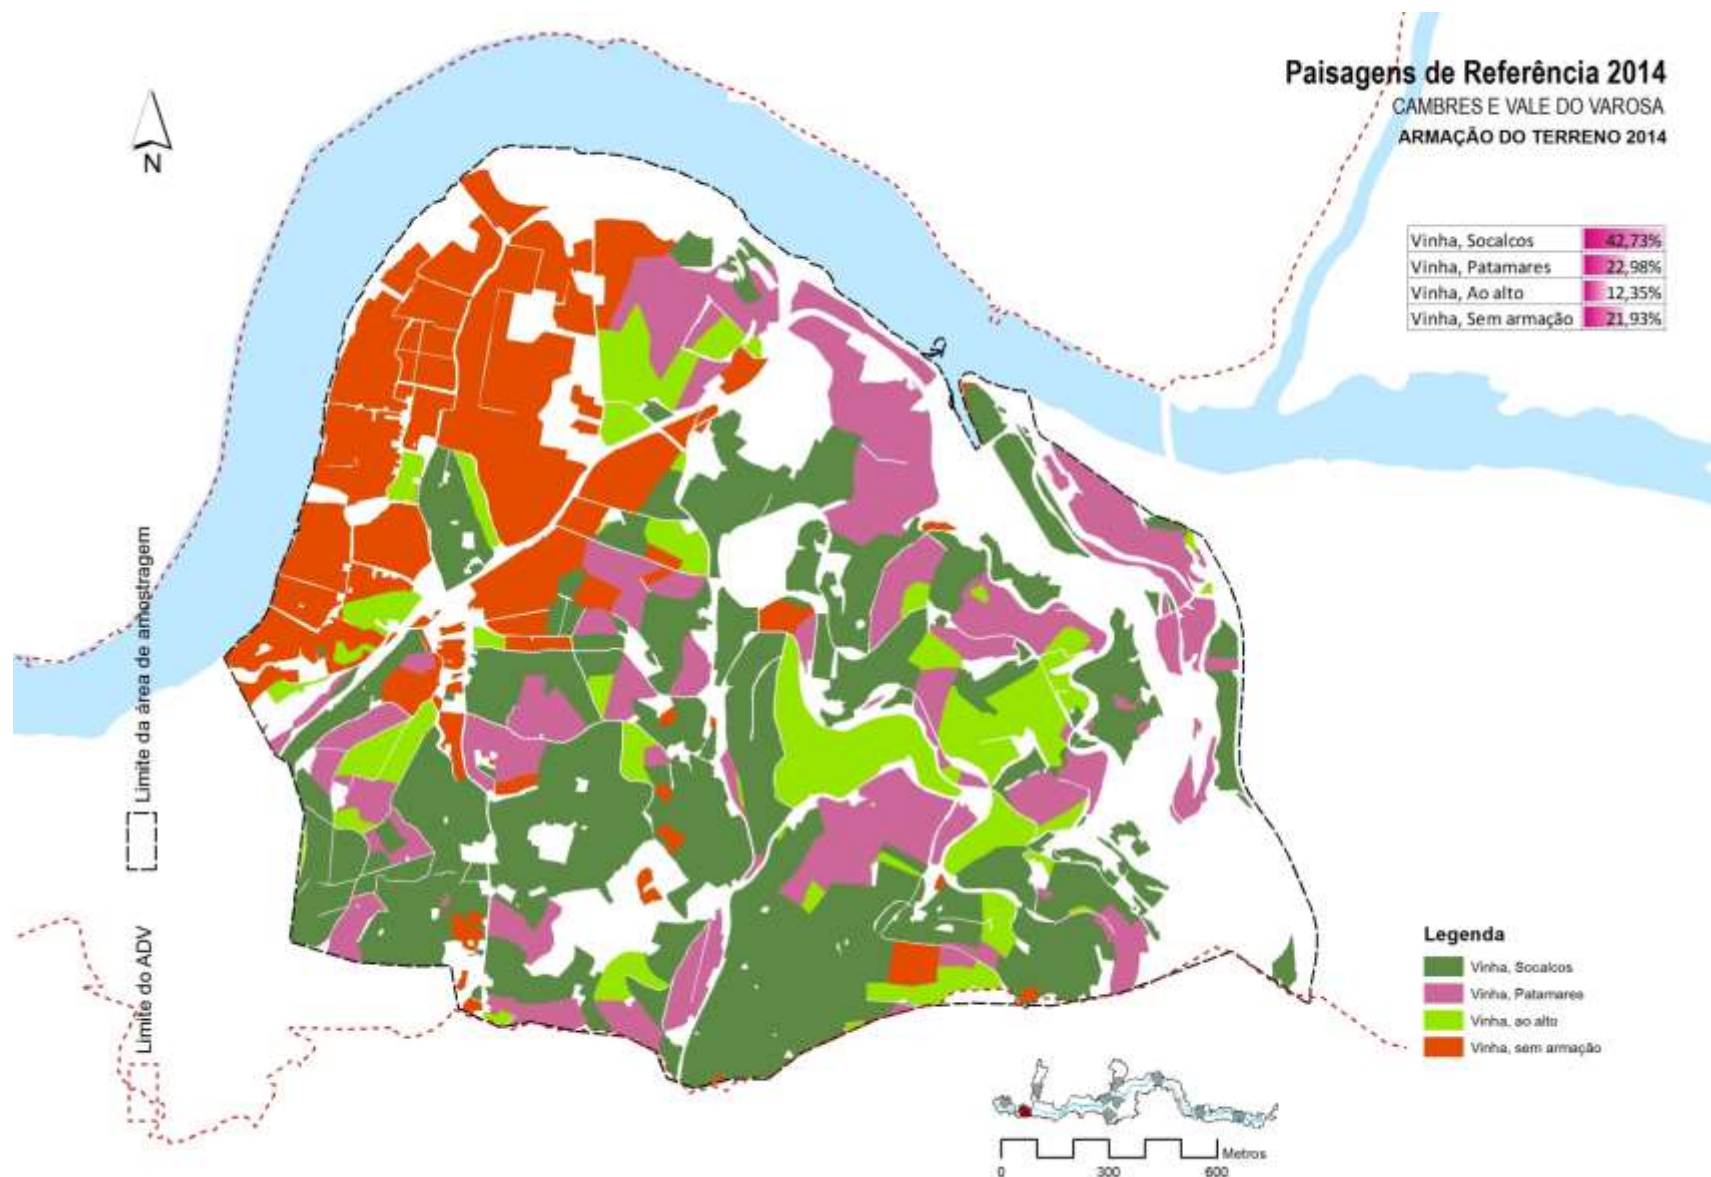 Paisagens de Referência 2014
CAMBRES E VALE DO VAROSA
ARMAÇÃO DO TERRENO 2014
N
Vinha, Socalcos 42,73%
Vinha, Patamares 22,98%
Vinha, Ao alto 12,35%
Vinha, Sem armação 21,93%
Limite da área de amostragem
Limite do ADV
Legenda
Vinha, Socalcos
Vinha, Patamares
Vinha, ao alto
Vinha, sem armação
Metros
0 300 600